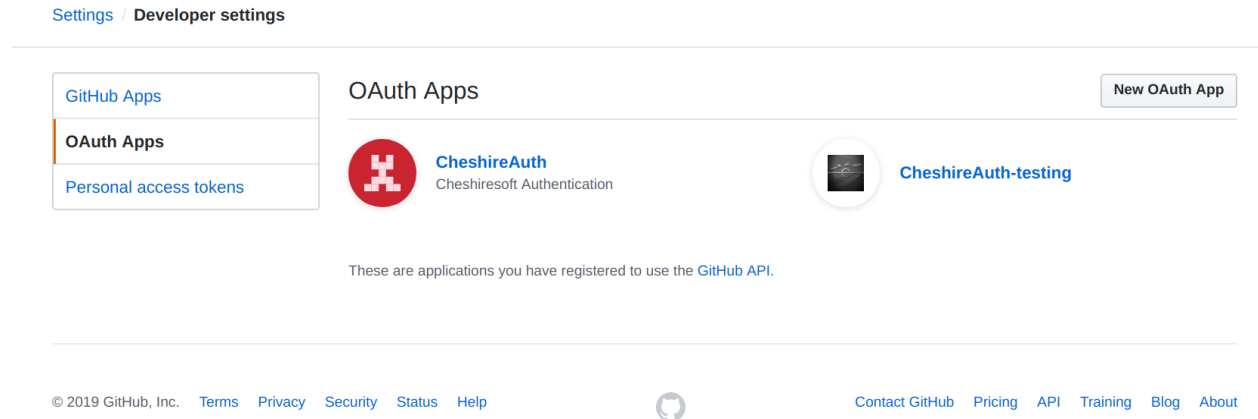 Settings / Developer settings
GitHub Apps
OAuth Apps
Personal access tokens
OAuth Apps
New OAuth App
CheshireAuth
Cheshiresoft Authentication
CheshireAuth-testing
These are applications you have registered to use the GitHub API.
© 2019 GitHub, Inc. Terms Privacy Security Status Help Contact GitHub Pricing API Training Blog About